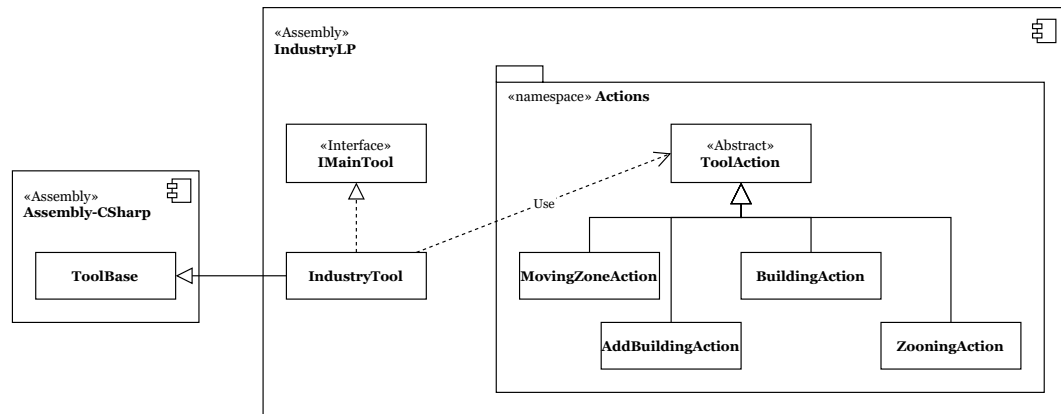 «Assembly»
IndustryLP
«namespace» Actions
«Interface»
IMainTool
«Abstract»
ToolAction
«Assembly»
Assembly-CSharp
Use
ToolBase
IndustryTool
MovingZoneAction
BuildingAction
AddBuildingAction
ZooningAction